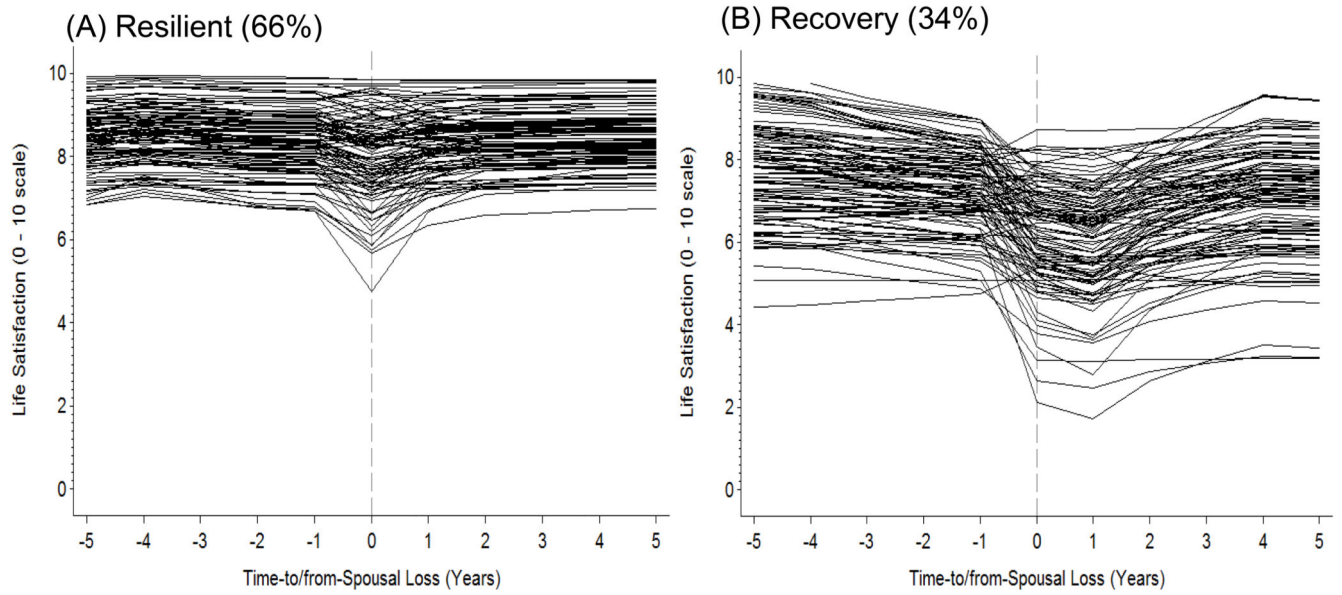 (A) Resilient (66%)
Life Satisfaction (0 - 10 scale)
10
8
6
4
2
0
-5 -4 -3 -2 -1 0 1 2 3 4 5
Time-to/from-Spousal Loss (Years)
(B) Recovery (34%)
Life Satisfaction (0 - 10 scale)
10
8
6
4
2
0
-5 -4 -3 -2 -1 0 1 2 3 4 5
Time-to/from-Spousal Loss (Years)